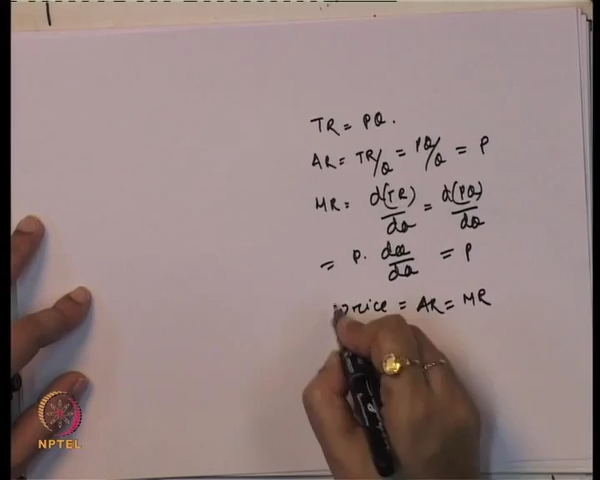 TR = PQ.
AR = TR/Q = PQ/Q = P
MR = d(TR)/dQ = d(PQ)/dQ
= P. dQ/dQ = P
price = AR = MR
NPTEL